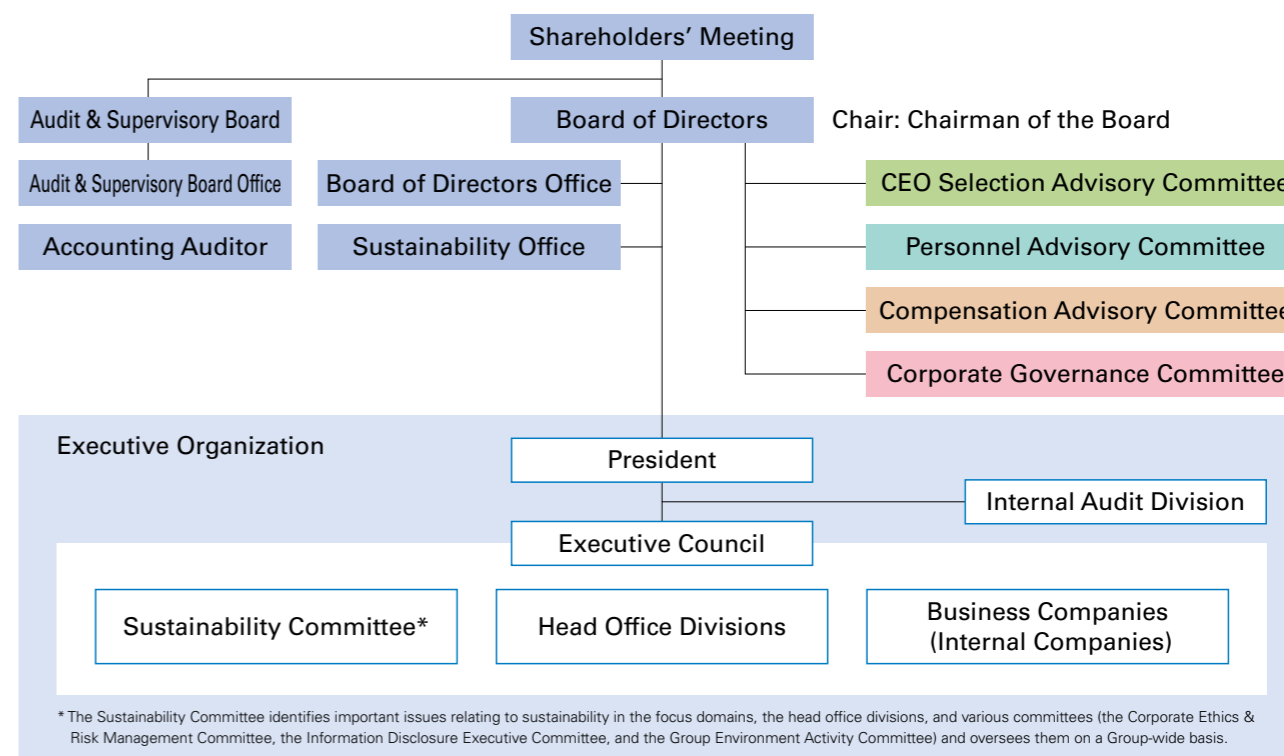 Shareholders' Meeting
Audit & Supervisory Board
Board of Directors
Chair: Chairman of the Board
Audit & Supervisory Board Office
Board of Directors Office
CEO Selection Advisory Committee
Accounting Auditor
Sustainability Office
Personnel Advisory Committee
Compensation Advisory Committee
Corporate Governance Committee
Executive Organization
President
Internal Audit Division
Executive Council
Sustainability Committee*
Head Office Divisions
Business Companies
(Internal Companies)
* The Sustainability Committee identifies important issues relating to sustainability in the focus domains, the head office divisions, and various committees (the Corporate Ethics &
Risk Management Committee, the Information Disclosure Executive Committee, and the Group Environment Activity Committee) and oversees them on a Group-wide basis.